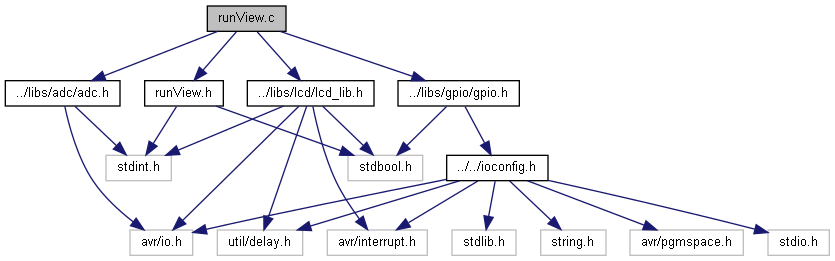 runView.c
../libs/adc/adc.h
runView.h
../libs/lcd/lcd_lib.h
../libs/gpio/gpio.h
stdint.h
stdbool.h
../../ioconfig.h
avr/io.h
util/delay.h
avr/interrupt.h
stdlib.h
string.h
avr/pgmspace.h
stdio.h